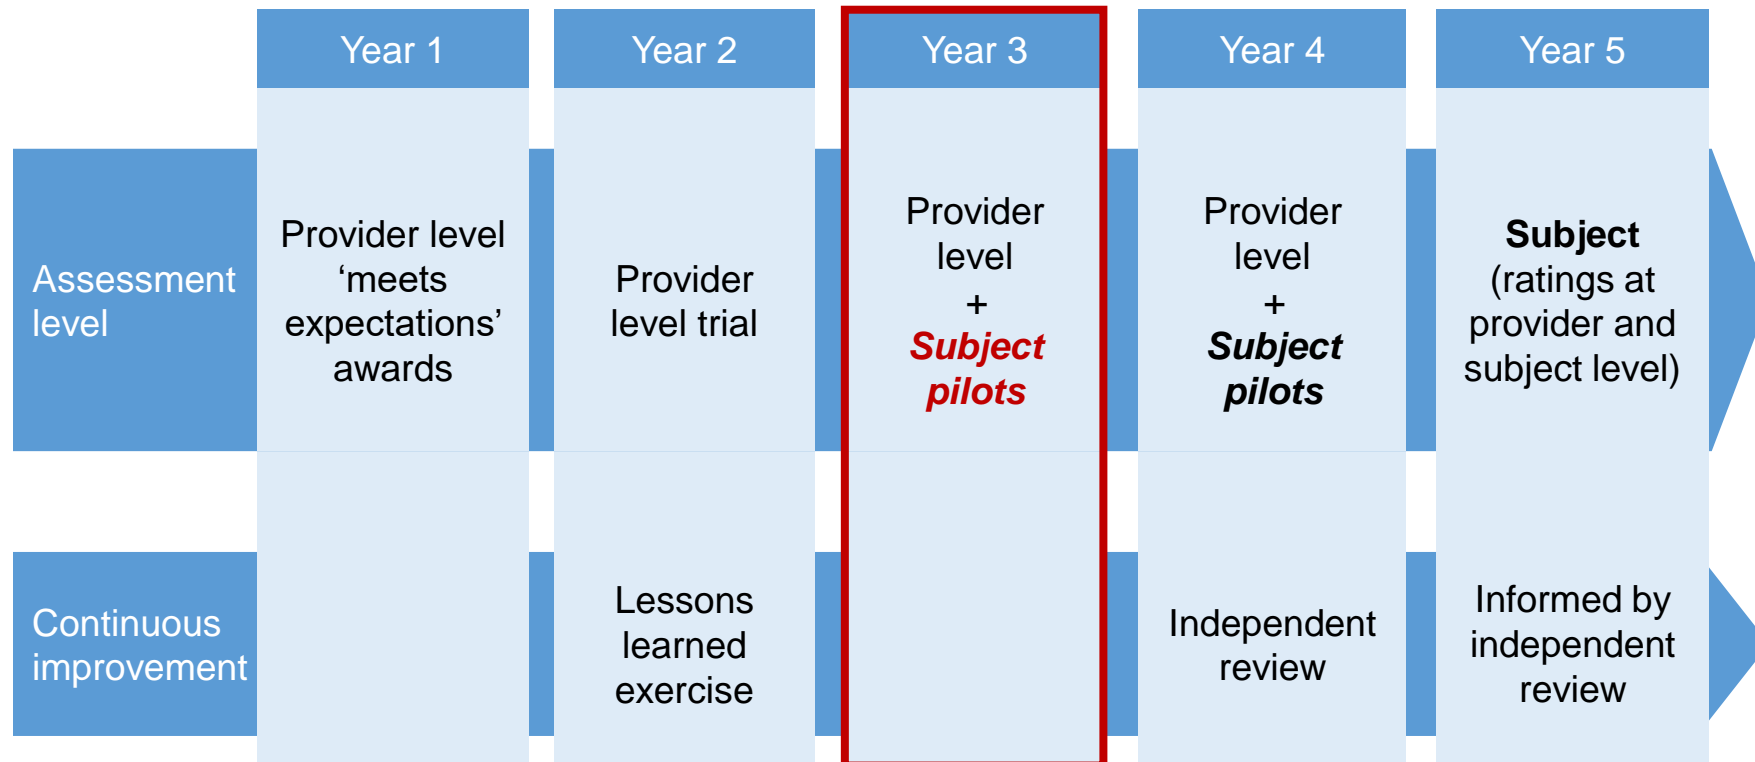 Year 1
Year 2
Year 3
Year 4
Year 5
Assessment
level
Provider level
‘meets
expectations’
awards
Provider
level trial
Provider
level
+
Subject
pilots
Provider
level
+
Subject
pilots
Subject
(ratings at
provider and
subject level)
Continuous
improvement
Lessons
learned
exercise
Independent
review
Informed by
independent
review